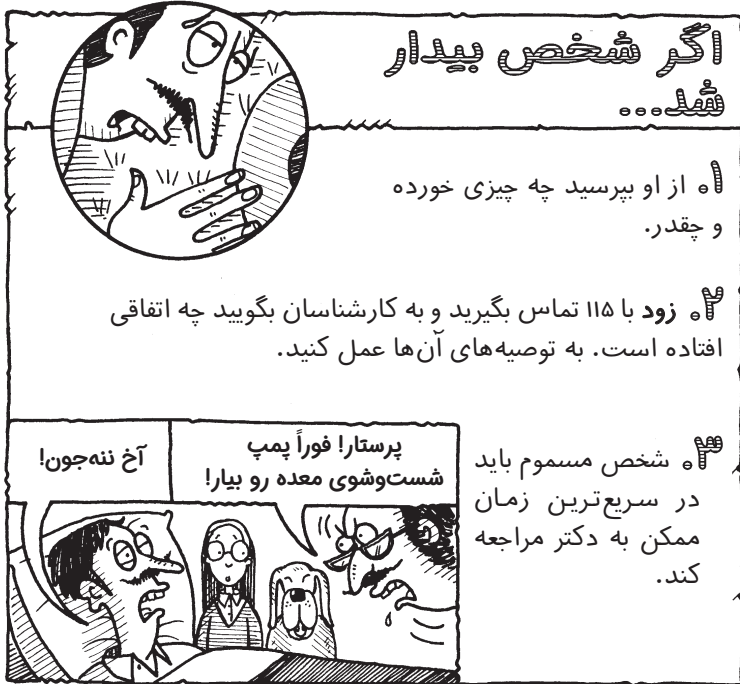 اگر شخص بیدار
شد...
۱. از او بپرسید چه چیزی خورده
و چقدر.
۲. زود با ۱۱۵ تماس بگیرید و به کارشناسان بگویید چه اتفاقی
افتاده است. به توصیه‌های آن‌ها عمل کنید.
۳. شخص مسموم باید
در سریع‌ترین زمان
ممکن به دکتر مراجعه
کند.
پرستار! فوراً پمپ
شست‌وشوی معده رو بیار!
آخ ننه‌جون!